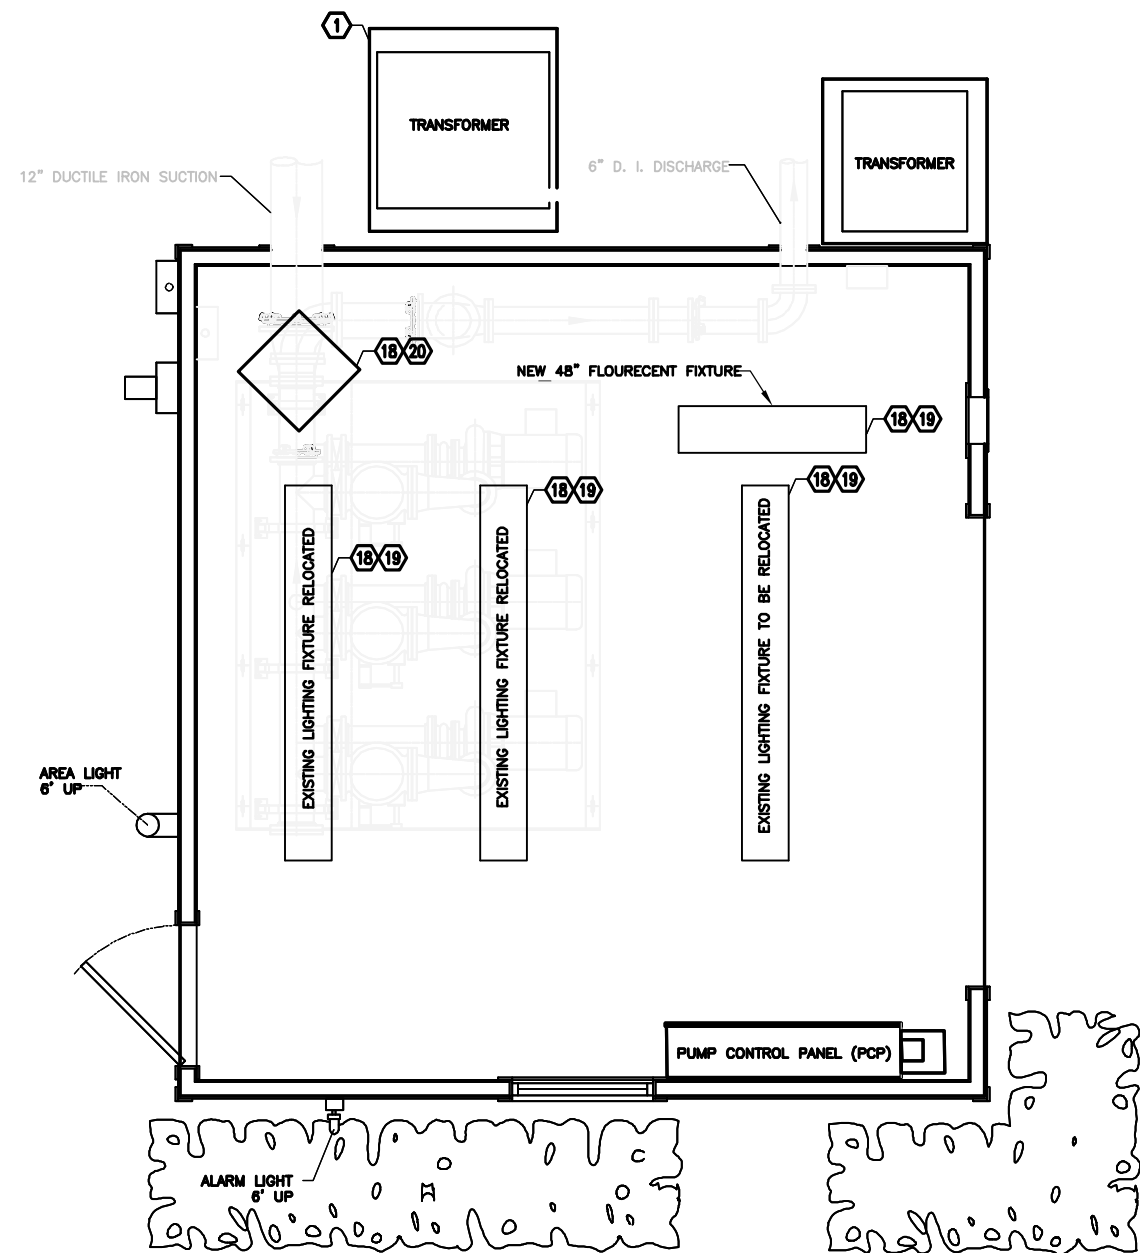 1
TRANSFORMER
TRANSFORMER
12" DUCTILE IRON SUCTION
6" D. I. DISCHARGE
18 20
NEW 48" FLOURECENT FIXTURE
18 19
18 19
18 19
18 19
EXISTING LIGHTING FIXTURE RELOCATED
EXISTING LIGHTING FIXTURE RELOCATED
EXISTING LIGHTING FIXTURE TO BE RELOCATED
AREA LIGHT
6' UP
PUMP CONTROL PANEL (PCP)
ALARM LIGHT
6' UP